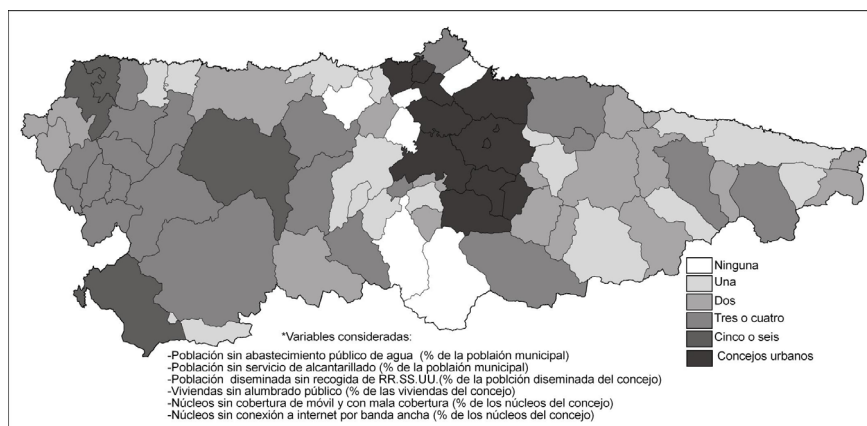 Ninguna
Una
Dos
Tres o cuatro
Cinco o seis
Concejos urbanos
*Variables consideradas:
-Población sin abastecimiento público de agua (% de la poblaión municipal)
-Población sin servicio de alcantarillado (% de la poblaión municipal)
-Población diseminada sin recogida de RR.SS.UU.(% de la poblción diseminada del concejo)
-Viviendas sin alumbrado público (% de las viviendas del concejo)
-Núcleos sin cobertura de móvil y con mala cobertura (% de los núcleos del concejo)
-Núcleos sin conexión a internet por banda ancha (% de los núcleos del concejo)